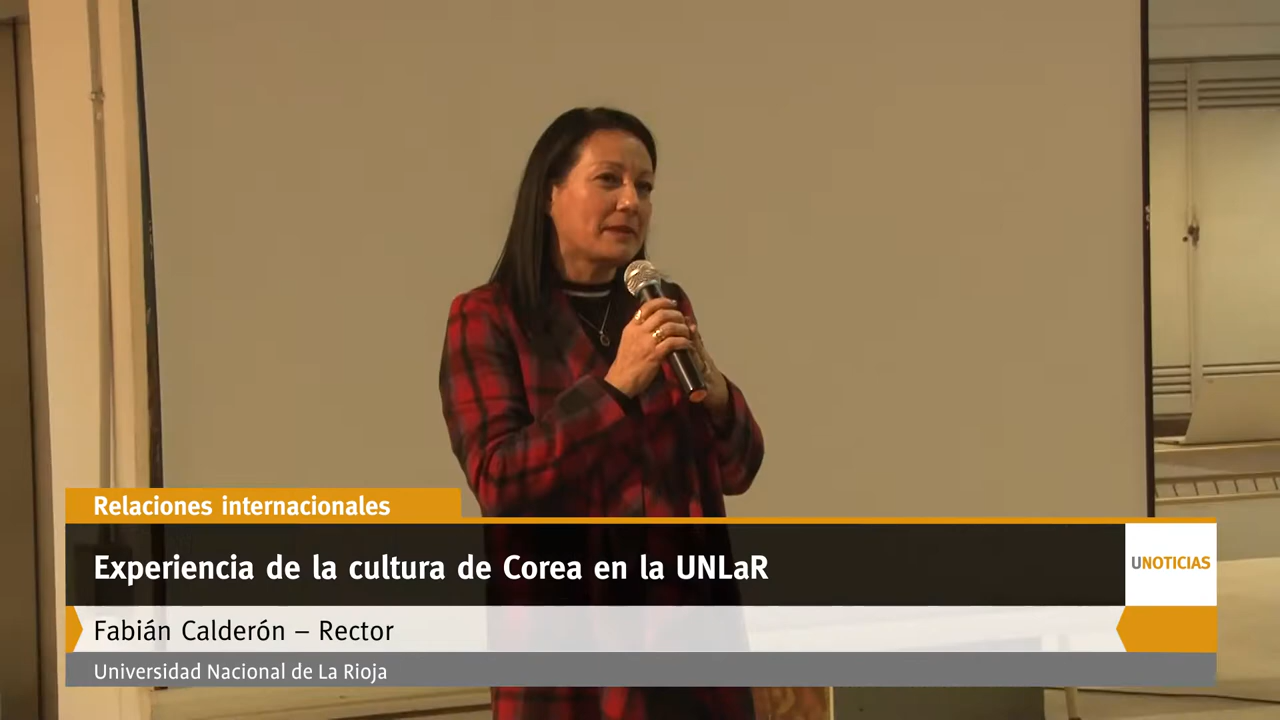 Relaciones internacionales
Experiencia de la cultura de Corea en la UNLaR
UNOTICIAS
Fabián Calderón – Rector
Universidad Nacional de La Rioja